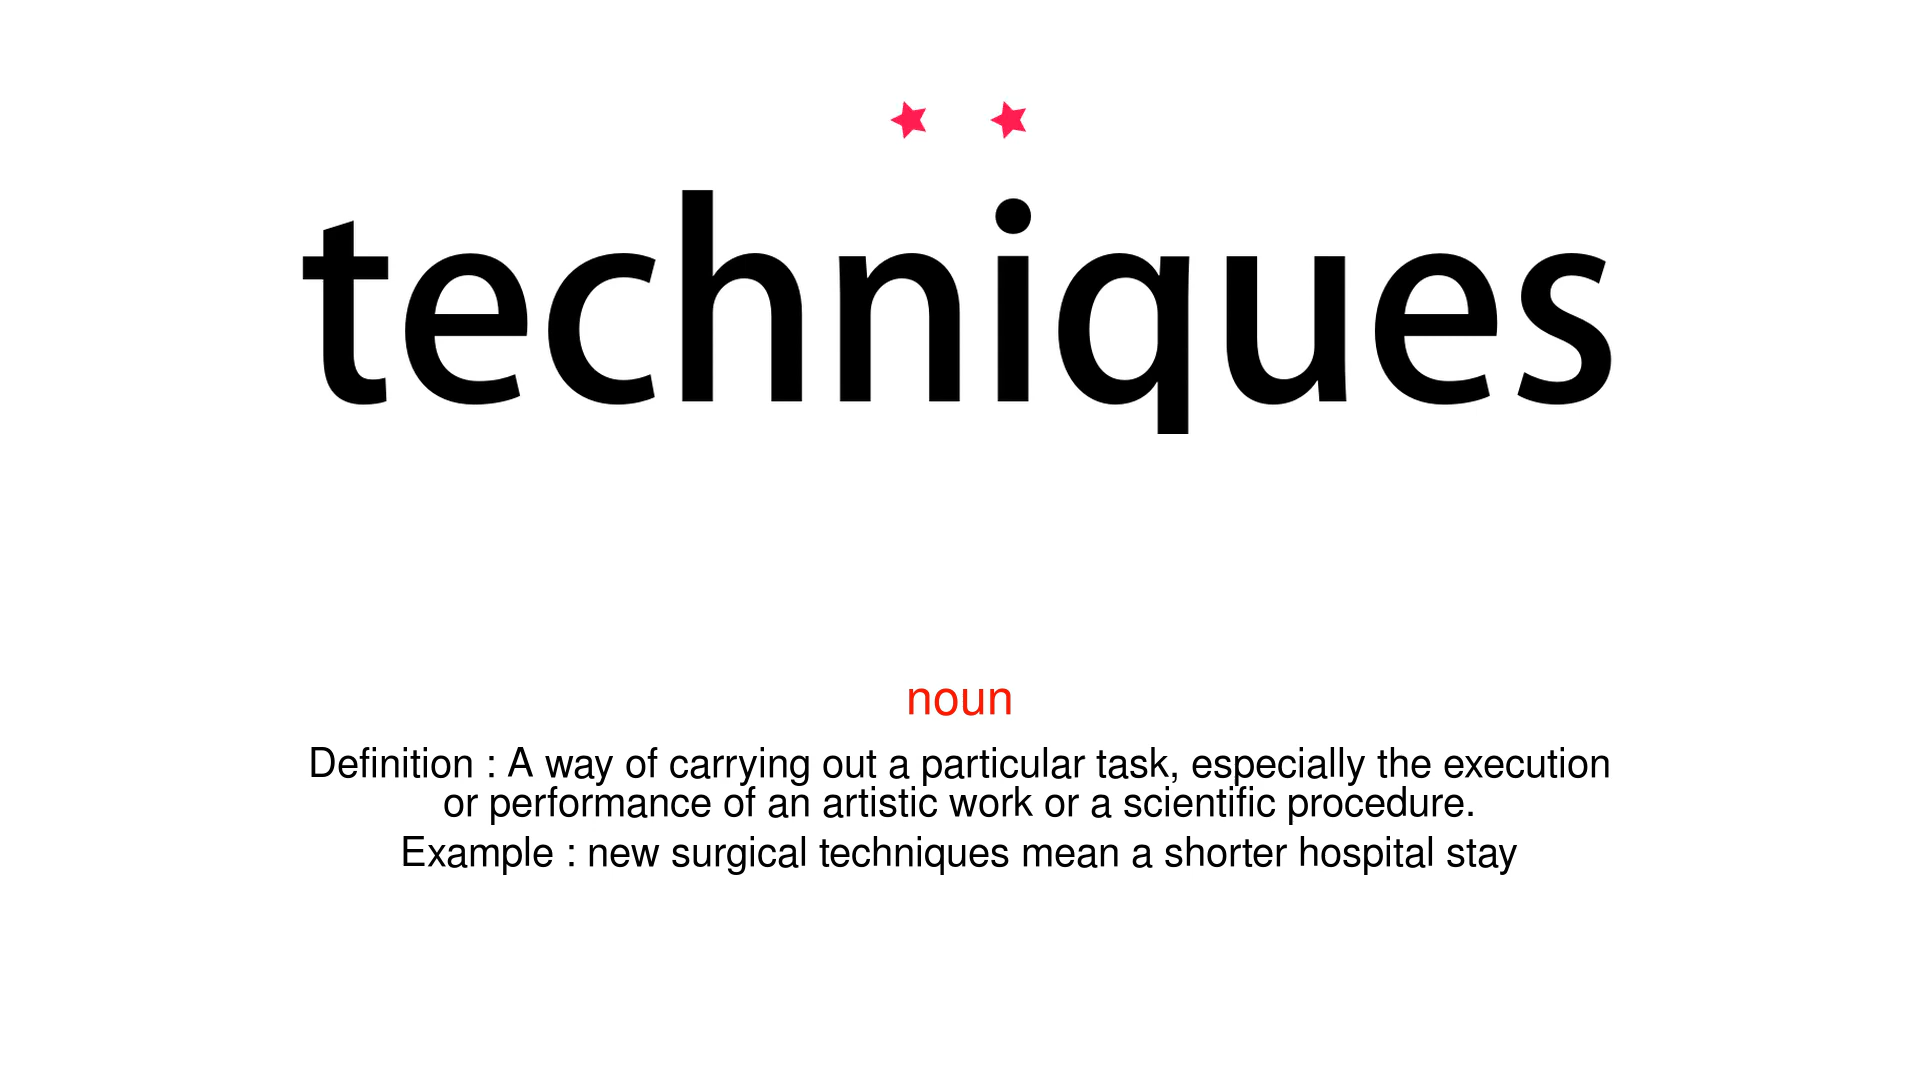 techniques
noun
Definition : A way of carrying out a particular task, especially the execution
or performance of an artistic work or a scientific procedure.
Example : new surgical techniques mean a shorter hospital stay